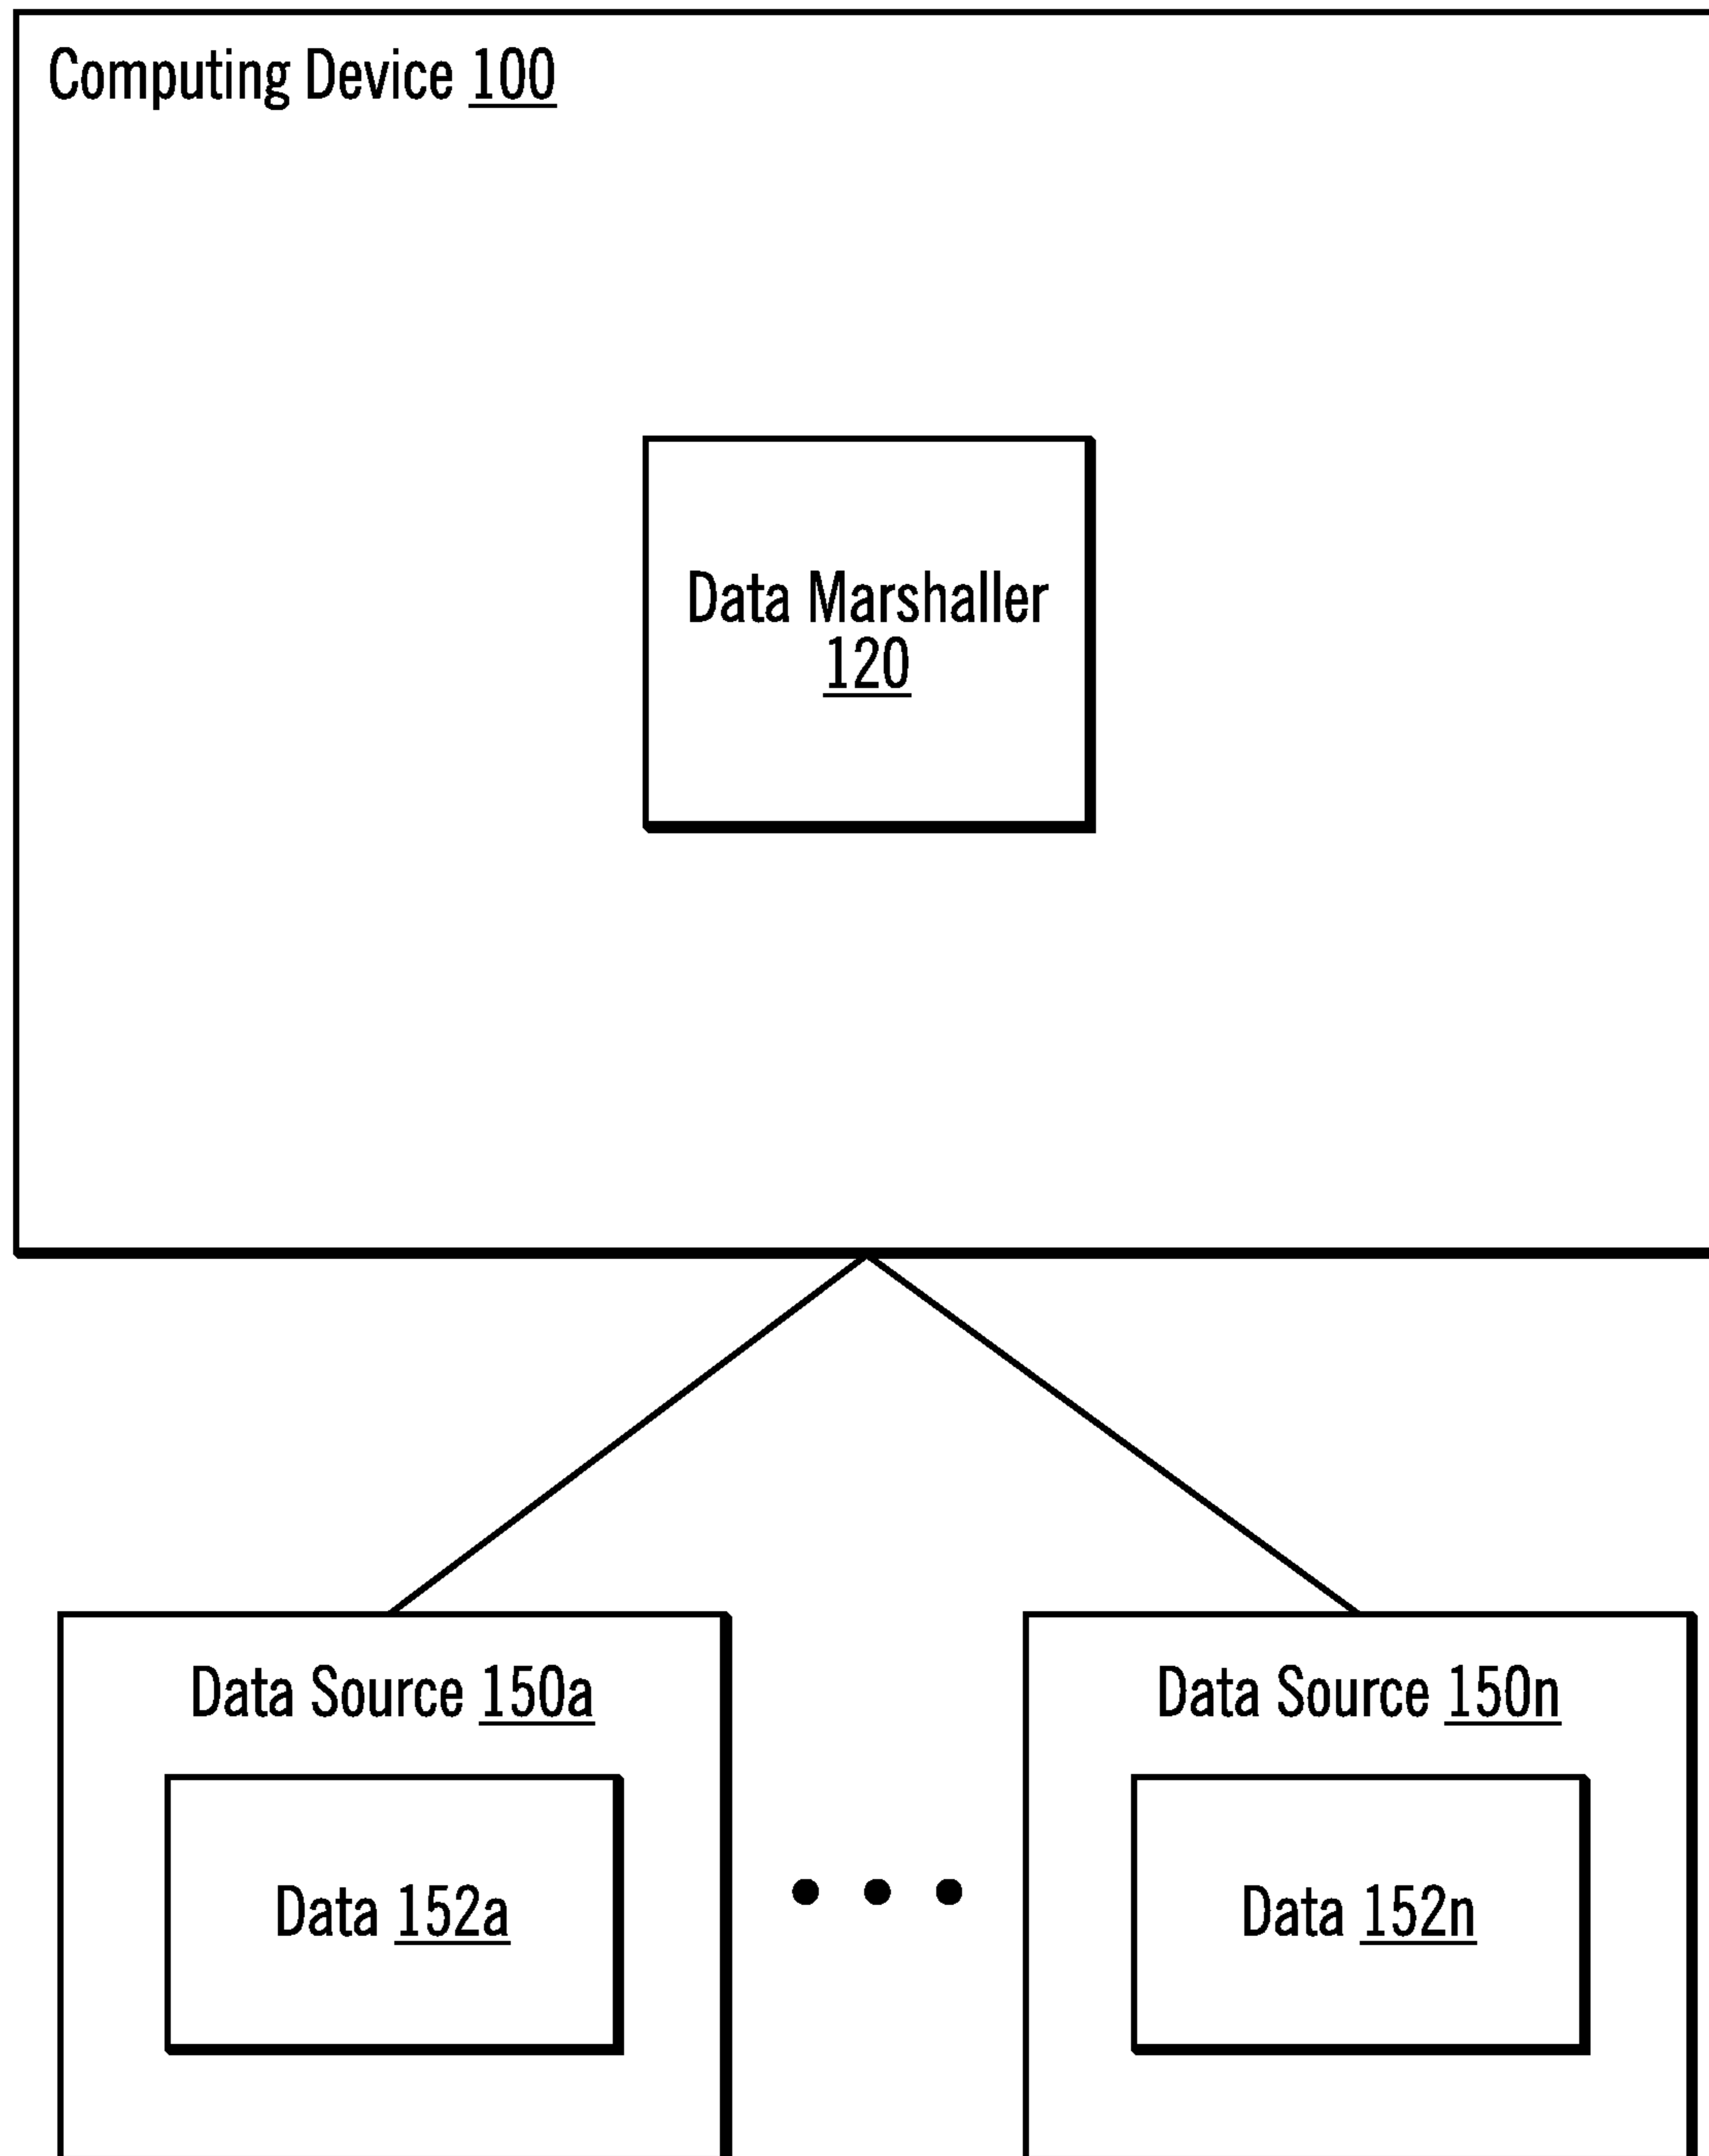 Computing Device 100
Data Marshaller
120
Data Source 150a
Data Source 150n
Data 152a
Data 152n